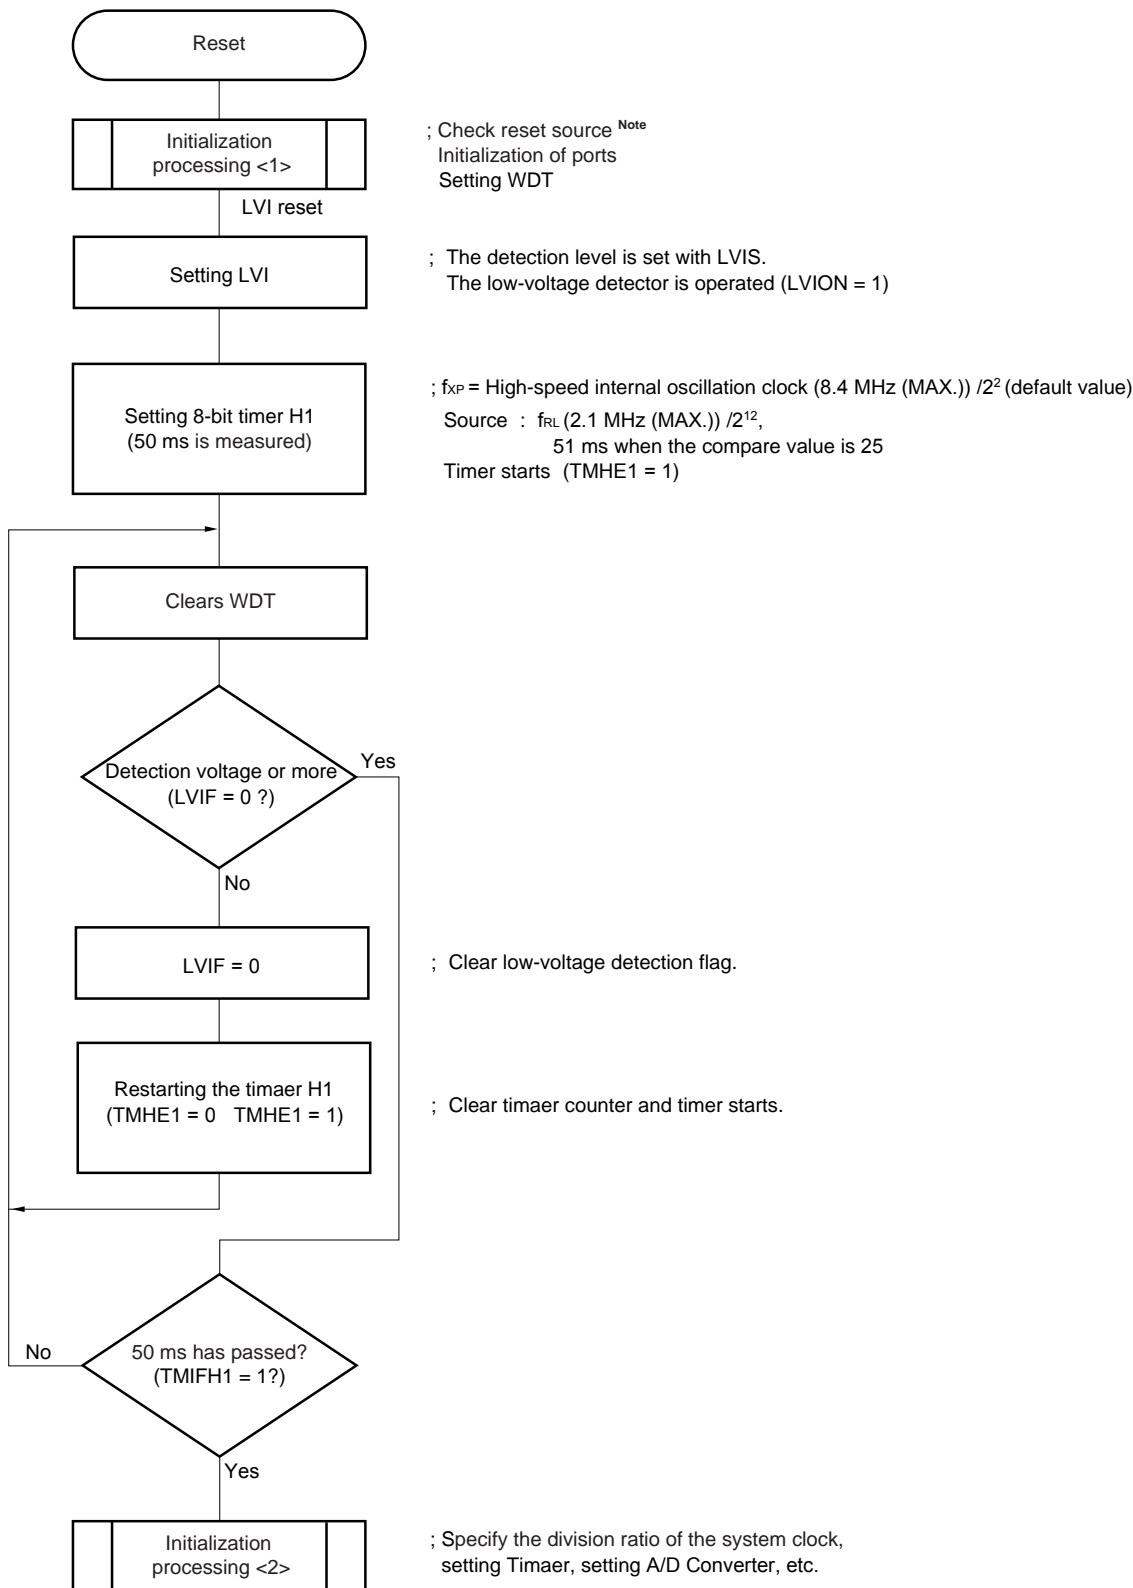 Reset
Initialization
processing <1>
; Check reset source Note
Initialization of ports
Setting WDT
LVI reset
Setting LVI
; The detection level is set with LVIS.
The low-voltage detector is operated (LVION = 1)
Setting 8-bit timer H1
(50 ms is measured)
; fXP = High-speed internal oscillation clock (8.4 MHz (MAX.)) /2² (default value)
Source : fRL (2.1 MHz (MAX.)) /2¹²,
51 ms when the compare value is 25
Timer starts (TMHE1 = 1)
Clears WDT
Detection voltage or more
(LVIF = 0 ?)
Yes
No
LVIF = 0
; Clear low-voltage detection flag.
Restarting the timaer H1
(TMHE1 = 0 TMHE1 = 1)
; Clear timaer counter and timer starts.
No
50 ms has passed?
(TMIFH1 = 1?)
Yes
Initialization
processing <2>
; Specify the division ratio of the system clock,
setting Timaer, setting A/D Converter, etc.